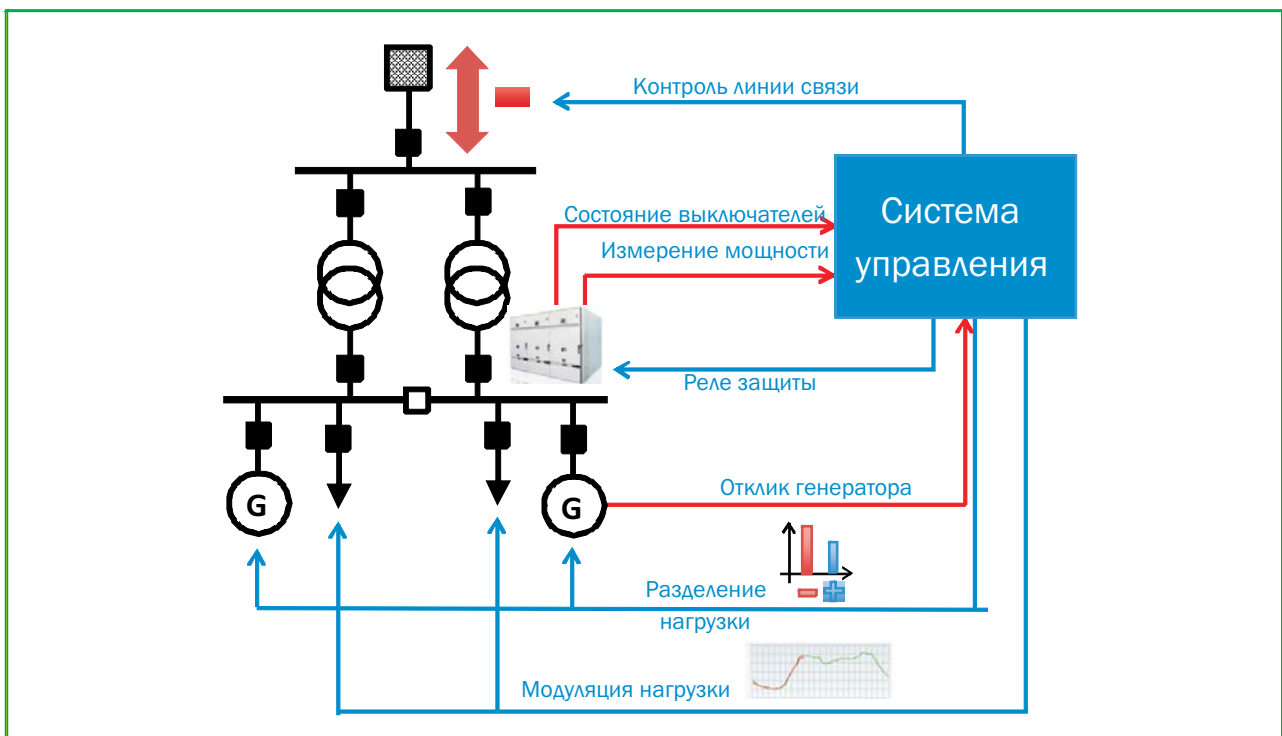 Контроль линии связи
Состояние выключателей
Система
управления
Измерение мощности
Реле защиты
Отклик генератора
G
G
Разделение
нагрузки
Модуляция нагрузки